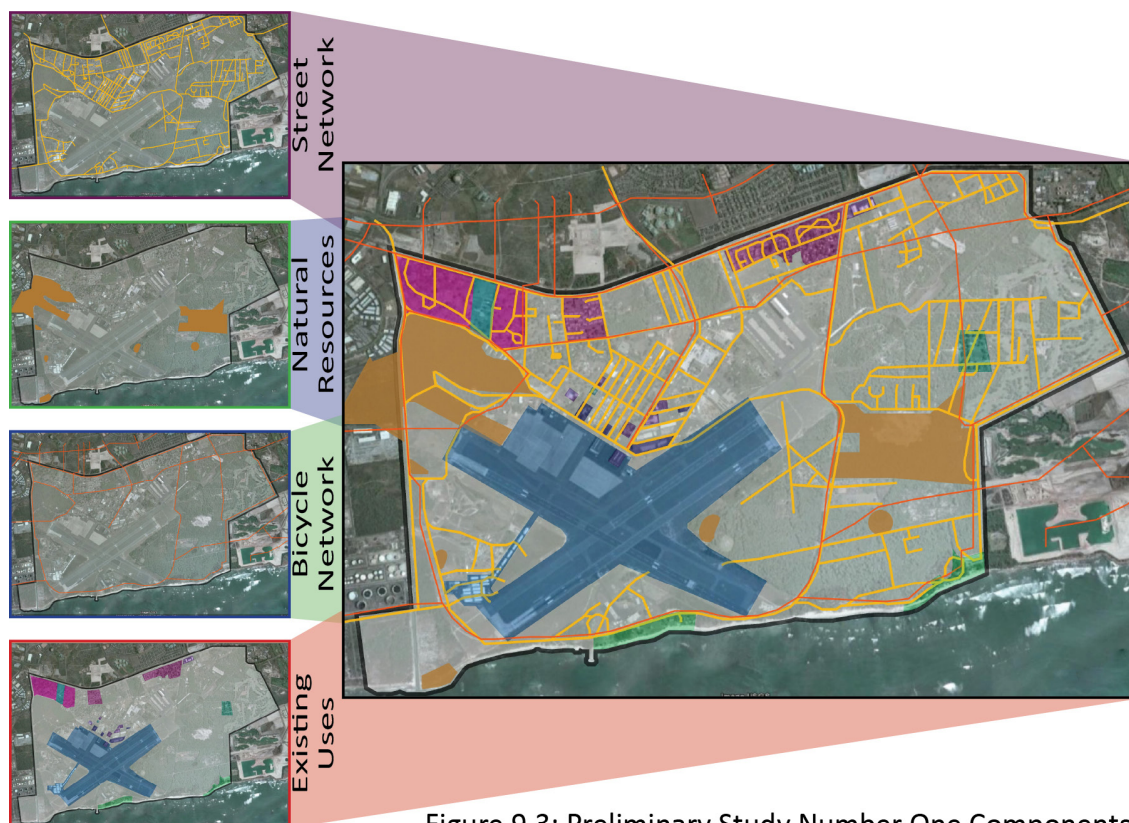 Street
Network
Natural
Resources
Bicycle
Network
Existing
Uses
Figure 9.3: Preliminary Study Number One Components